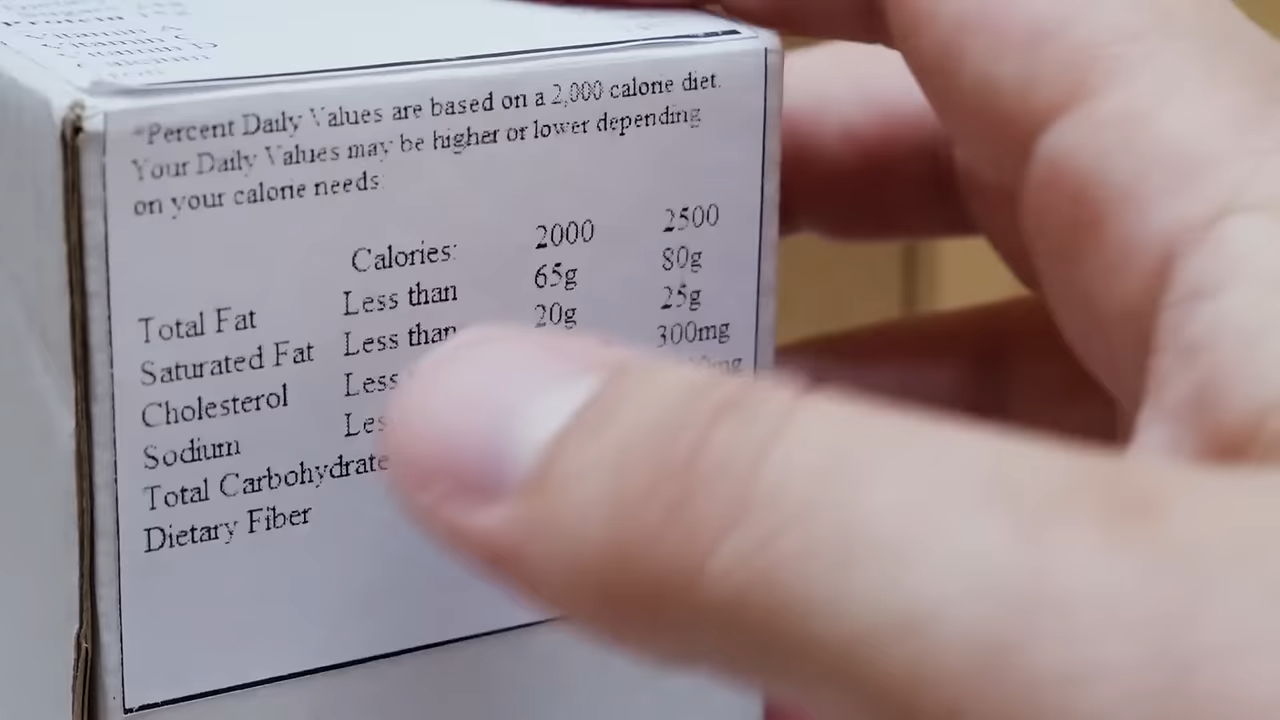 Protein
Vitamin
*Percent Daily Values are based on a 2,000 calorie diet.
Your Daily Values may be higher or lower depending
on your calorie needs:
Calories: 2000 2500
Total Fat Less than 65g 80g
Saturated Fat Less than 20g 25g
Cholesterol Less 300mg
Sodium Les
Total Carbohydrate
Dietary Fiber